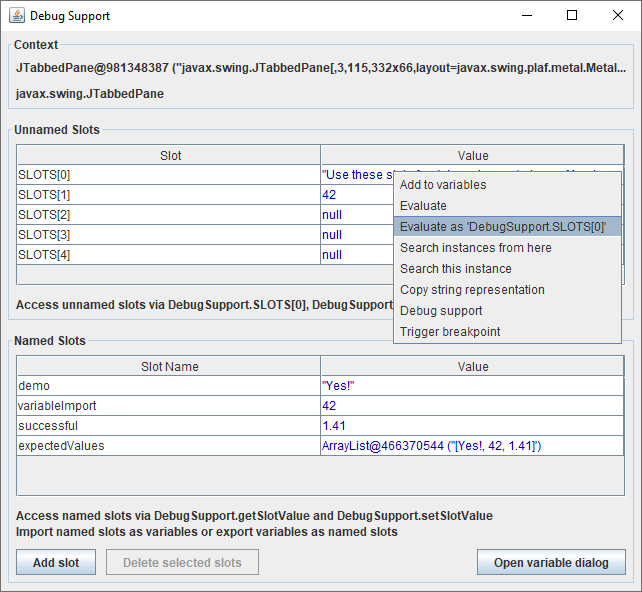 Debug Support
Context
JTabbedPane@981348387 ("javax.swing.JTabbedPane[,3,115,332x66,layout=javax.swing.plaf.metal.Metal...
javax.swing.JTabbedPane
Unnamed Slots
Slot Value
SLOTS[0] "Use these
SLOTS[1] 42
SLOTS[2] null
SLOTS[3] null
SLOTS[4] null
Add to variables
Evaluate
Evaluate as 'DebugSupport.SLOTS[0]'
Search instances from here
Search this instance
Copy string representation
Debug support
Trigger breakpoint
Access unnamed slots via DebugSupport.SLOTS[0], DebugSupport
Named Slots
Slot Name Value
demo "Yes!"
variableImport 42
successful 1.41
expectedValues ArrayList@466370544 ("[Yes!, 42, 1.41]")
Access named slots via DebugSupport.getSlotValue and DebugSupport.setSlotValue
Import named slots as variables or export variables as named slots
Add slot Delete selected slots Open variable dialog